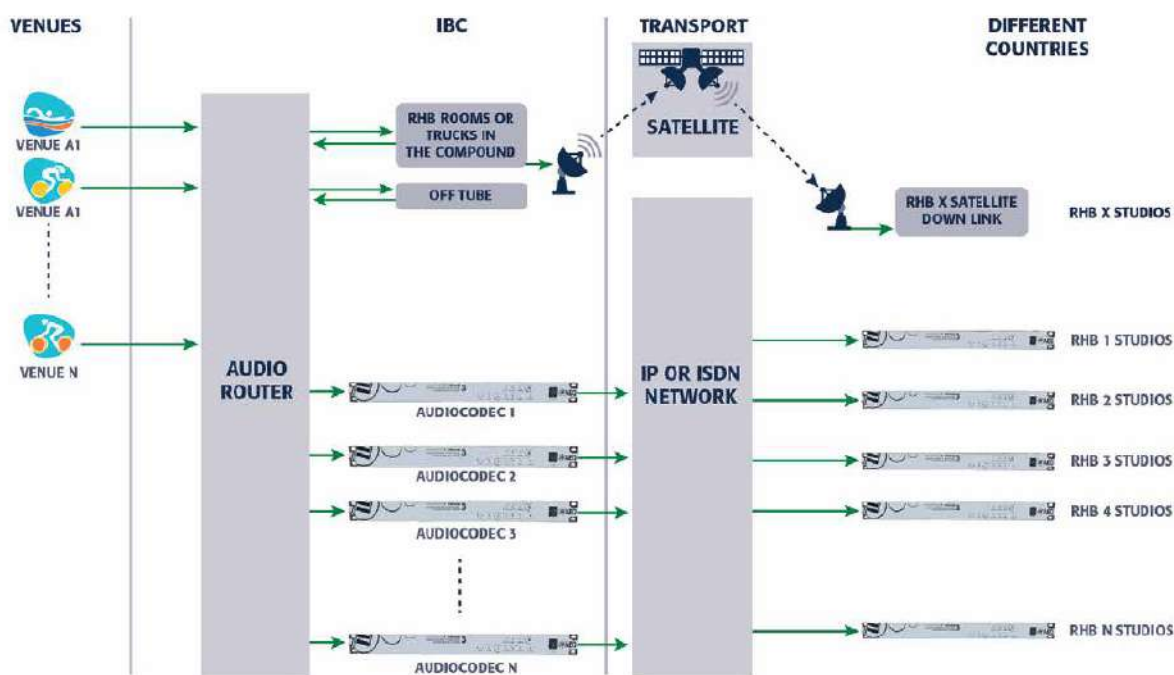 VENUES
IBC
TRANSPORT
DIFFERENT
COUNTRIES
VENUE A1
VENUE A1
VENUE N
AUDIO
ROUTER
RHB ROOMS OR
TRUCKS IN
THE COMPOUND
OFF TUBE
AUDIOCODEC 1
AUDIOCODEC 2
AUDIOCODEC 3
AUDIOCODEC N
SATELLITE
IP OR ISDN
NETWORK
RHB X SATELLITE
DOWN LINK
RHB X STUDIOS
RHB 1 STUDIOS
RHB 2 STUDIOS
RHB 3 STUDIOS
RHB 4 STUDIOS
RHB N STUDIOS